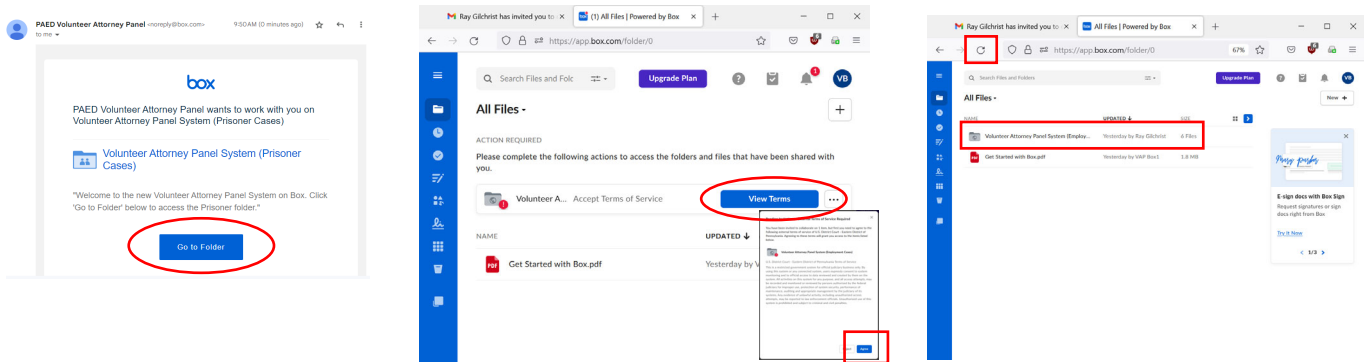 PAED Volunteer Attorney Panel <noreply@box.com>
9:50AM (0 minutes ago)
to me
box
PAED Volunteer Attorney Panel wants to work with you on
Volunteer Attorney Panel System (Prisoner Cases)
Volunteer Attorney Panel System (Prisoner
Cases)
"Welcome to the new Volunteer Attorney Panel System on Box. Click
'Go to Folder' below to access the Prisoner folder."
Go to Folder
Ray Gilchrist has invited you to
(1) All Files | Powered by Box
https://app.box.com/folder/0
Search Files and Folc
Upgrade Plan
VB
All Files
ACTION REQUIRED
Please complete the following actions to access the folders and files that have been shared with
you.
Volunteer A... Accept Terms of Service
View Terms
NAME
UPDATED
Get Started with Box.pdf
Yesterday by V
Agree
Ray Gilchrist has invited you to
All Files | Powered by Box
https://app.box.com/folder/0
67%
Search Files and Folders
Upgrade Plan
VB
All Files
New +
NAME
UPDATED
SIZE
Volunteer Attorney Panel System (Employ...
Yesterday by Ray Gilchrist
6 Files
Get Started with Box.pdf
Yesterday by VAP Box1
1.8 MB
E-sign docs with Box Sign
Request signatures or sign
docs right from Box
Try It Now
< 1/3 >